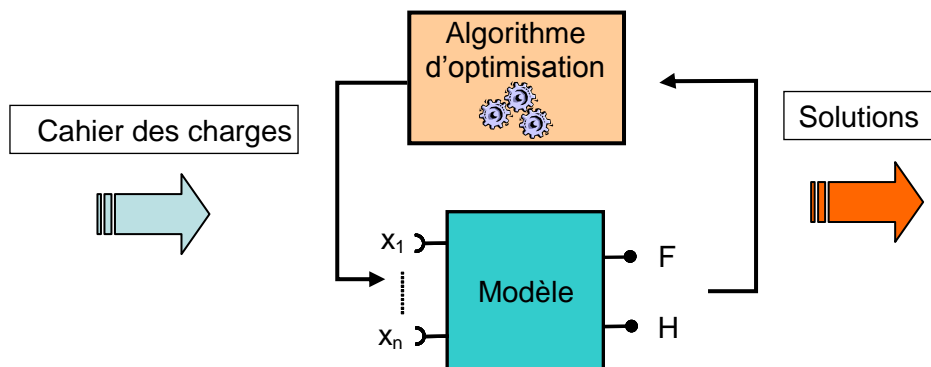 Algorithme
d'optimisation
Cahier des charges
Solutions
x1
F
Modèle
xn
H